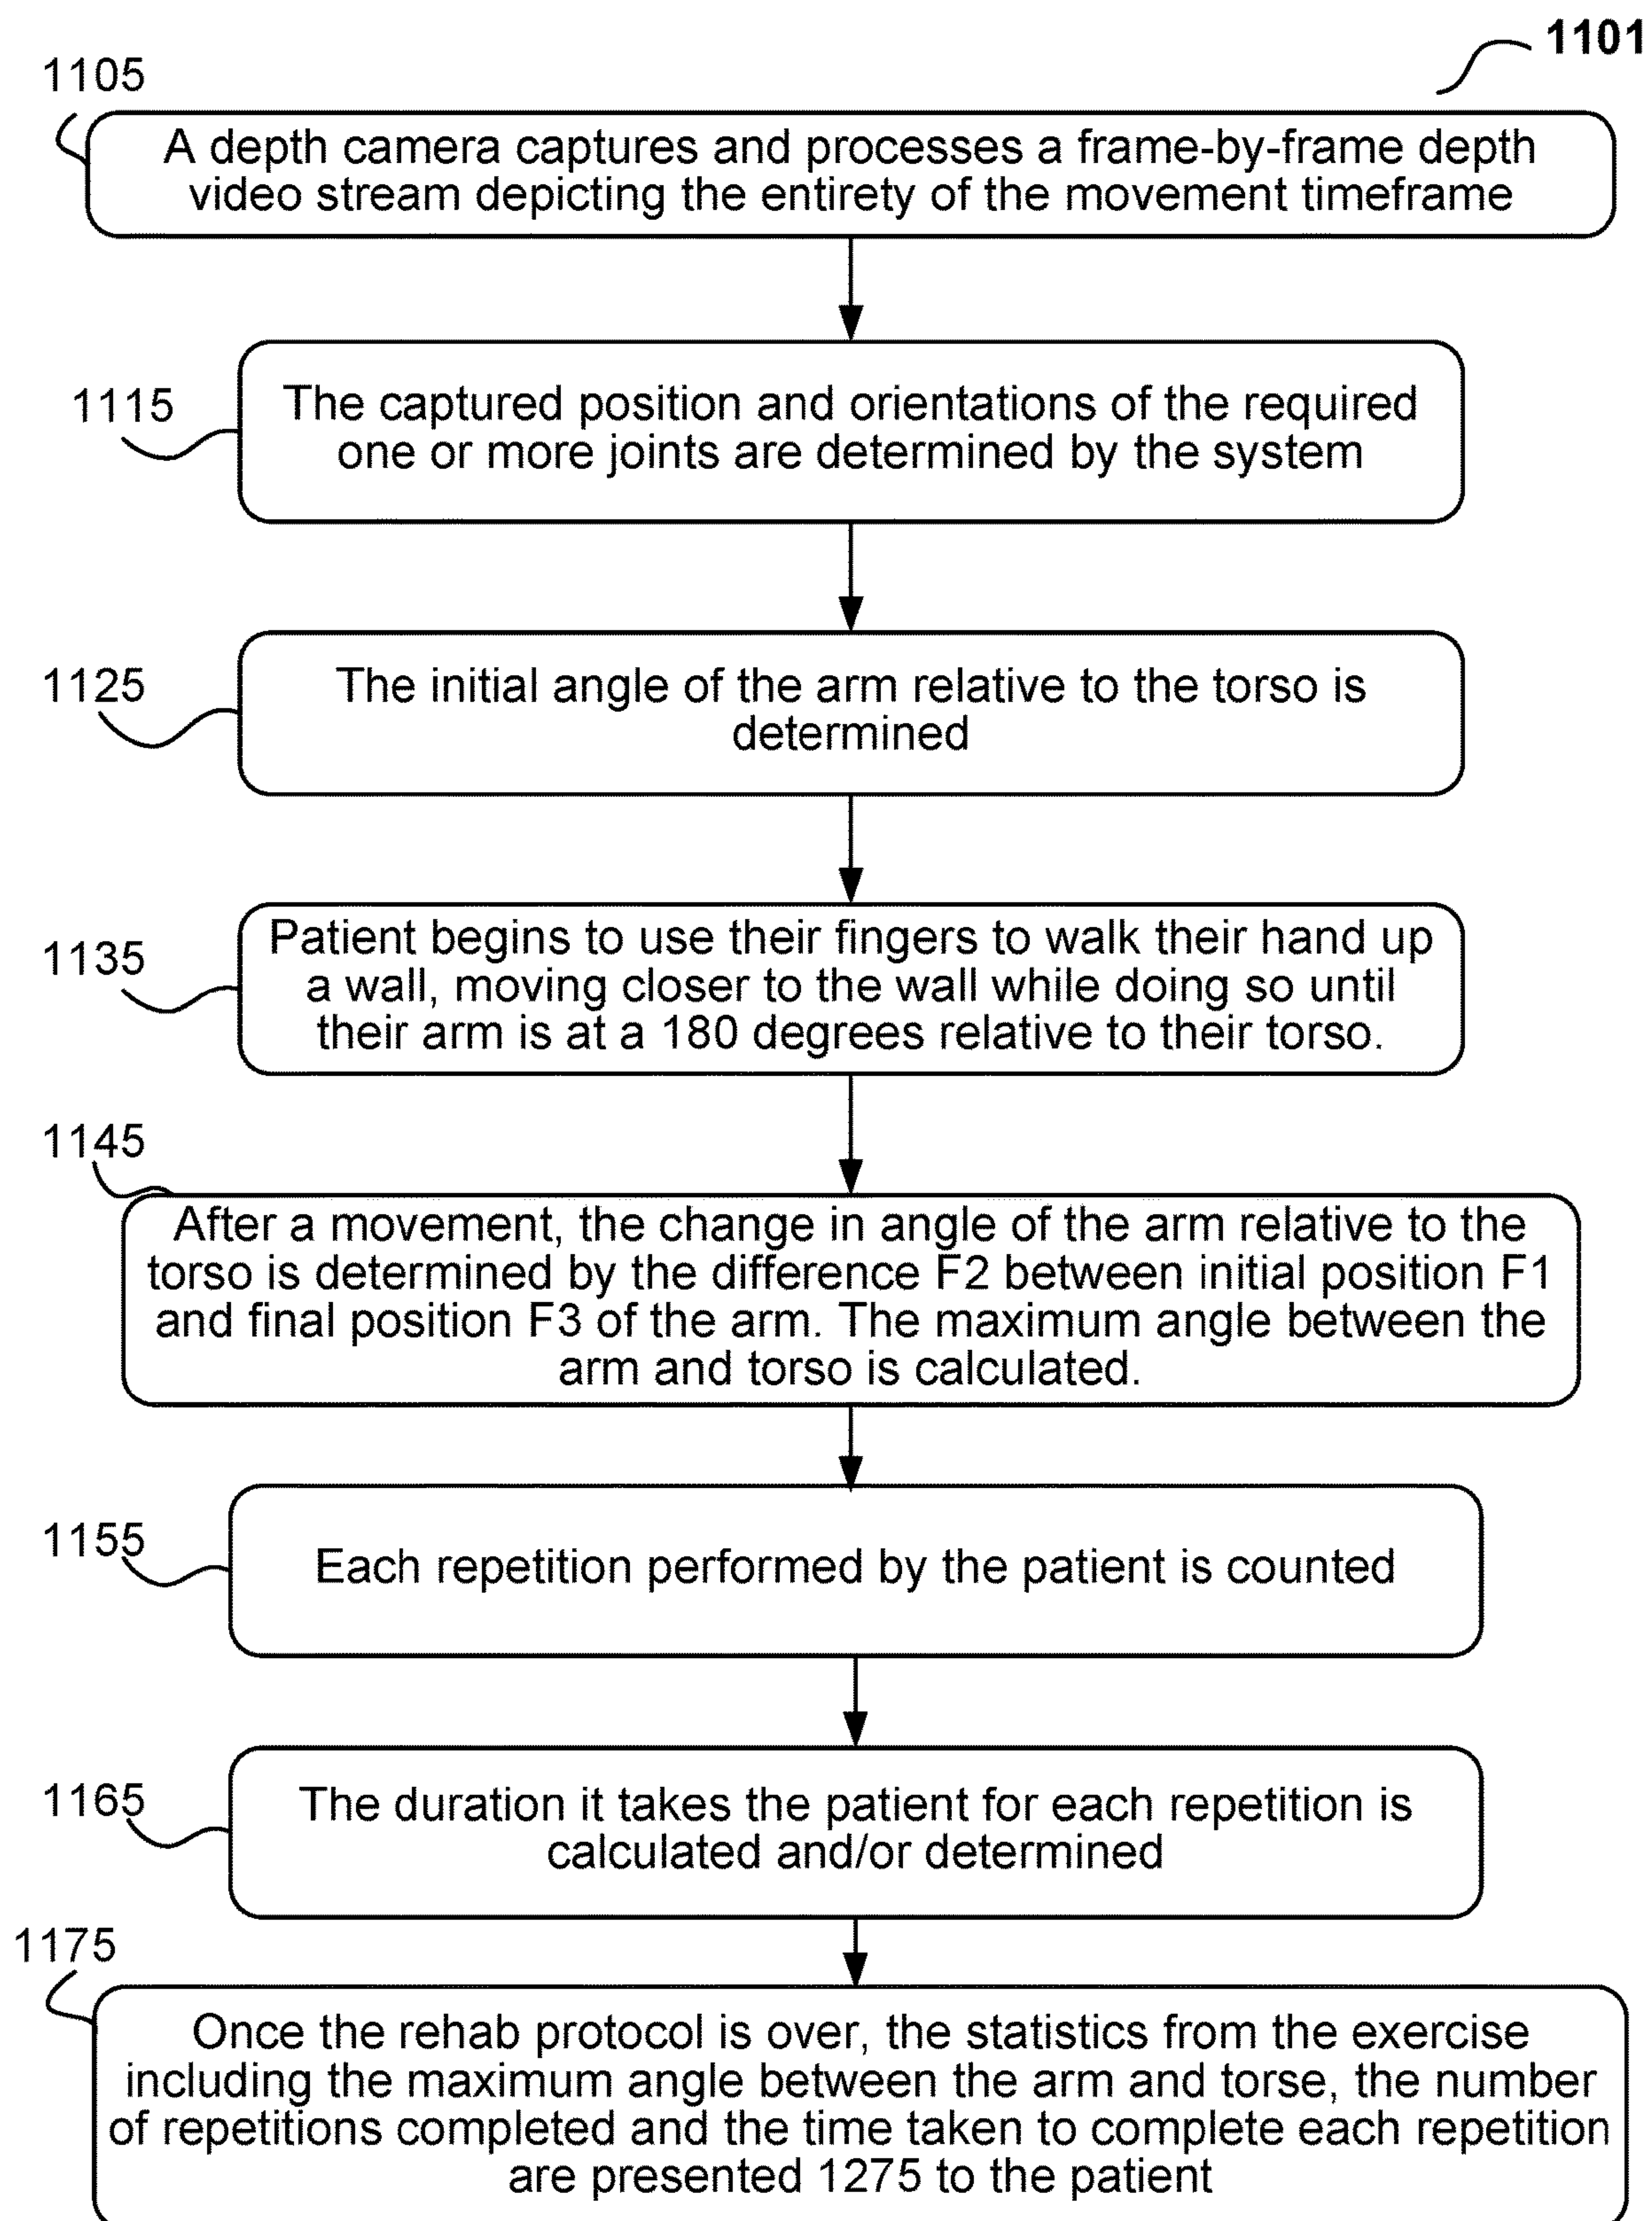 1101
1105
A depth camera captures and processes a frame-by-frame depth
video stream depicting the entirety of the movement timeframe
1115
The captured position and orientations of the required
one or more joints are determined by the system
1125
The initial angle of the arm relative to the torso is
determined
1135
Patient begins to use their fingers to walk their hand up
a wall, moving closer to the wall while doing so until
their arm is at a 180 degrees relative to their torso.
1145
After a movement, the change in angle of the arm relative to the
torso is determined by the difference F2 between initial position F1
and final position F3 of the arm. The maximum angle between the
arm and torso is calculated.
1155
Each repetition performed by the patient is counted
1165
The duration it takes the patient for each repetition is
calculated and/or determined
1175
Once the rehab protocol is over, the statistics from the exercise
including the maximum angle between the arm and torse, the number
of repetitions completed and the time taken to complete each repetition
are presented 1275 to the patient